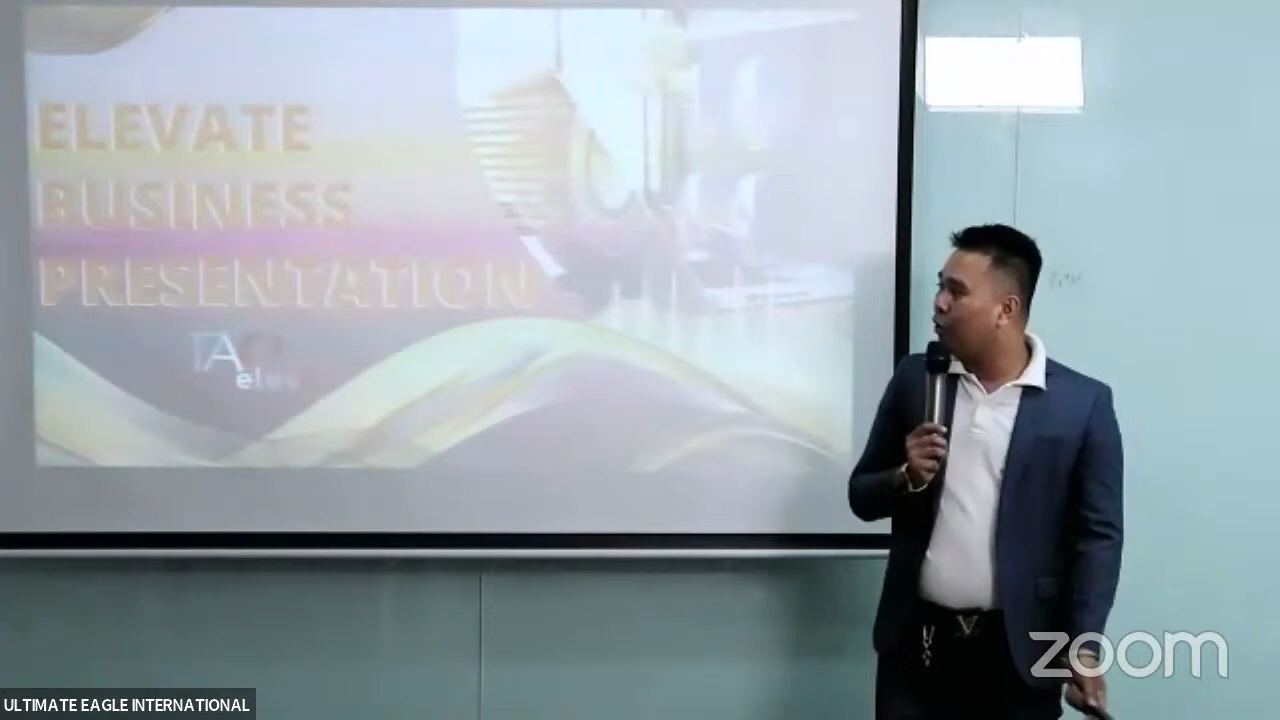 ELEVATE
BUSINESS
PRESENTATION
zoom
ULTIMATE EAGLE INTERNATIONAL